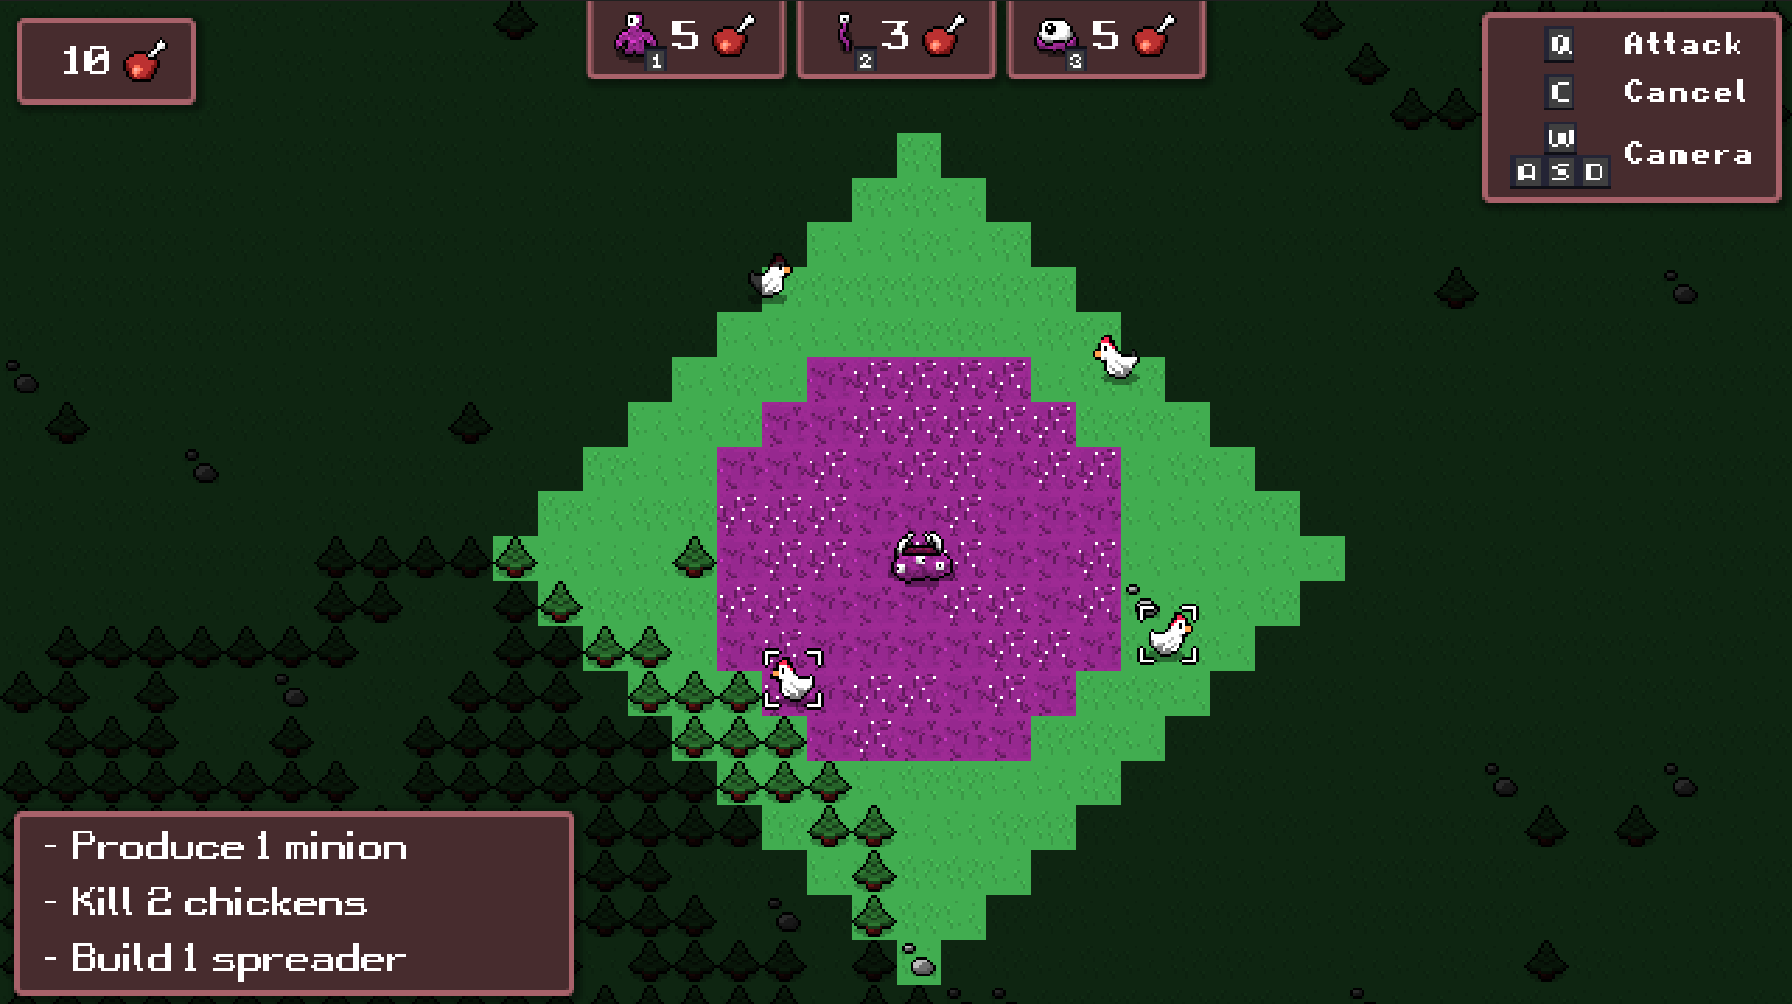 10
5
1
3
2
5
3
Q Attack
C Cancel
W
A S D Camera
- Produce 1 minion
- Kill 2 chickens
- Build 1 spreader